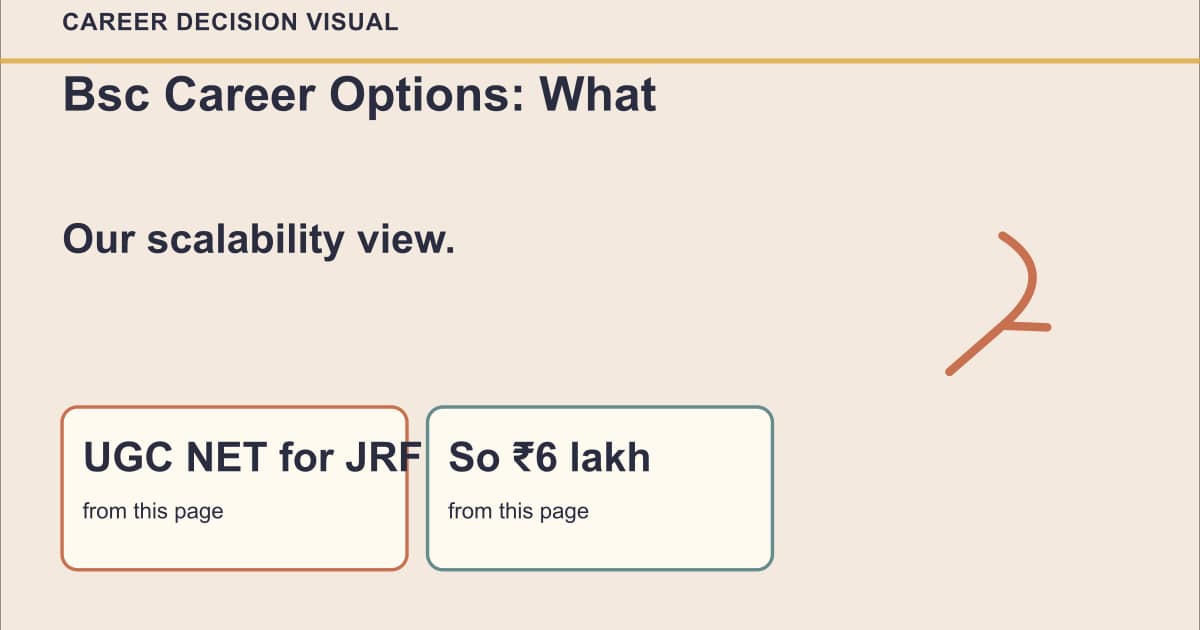 CAREER DECISION VISUAL
Bsc Career Options: What
Our scalability view.
UGC NET for JRF
from this page
So ₹6 lakh
from this page